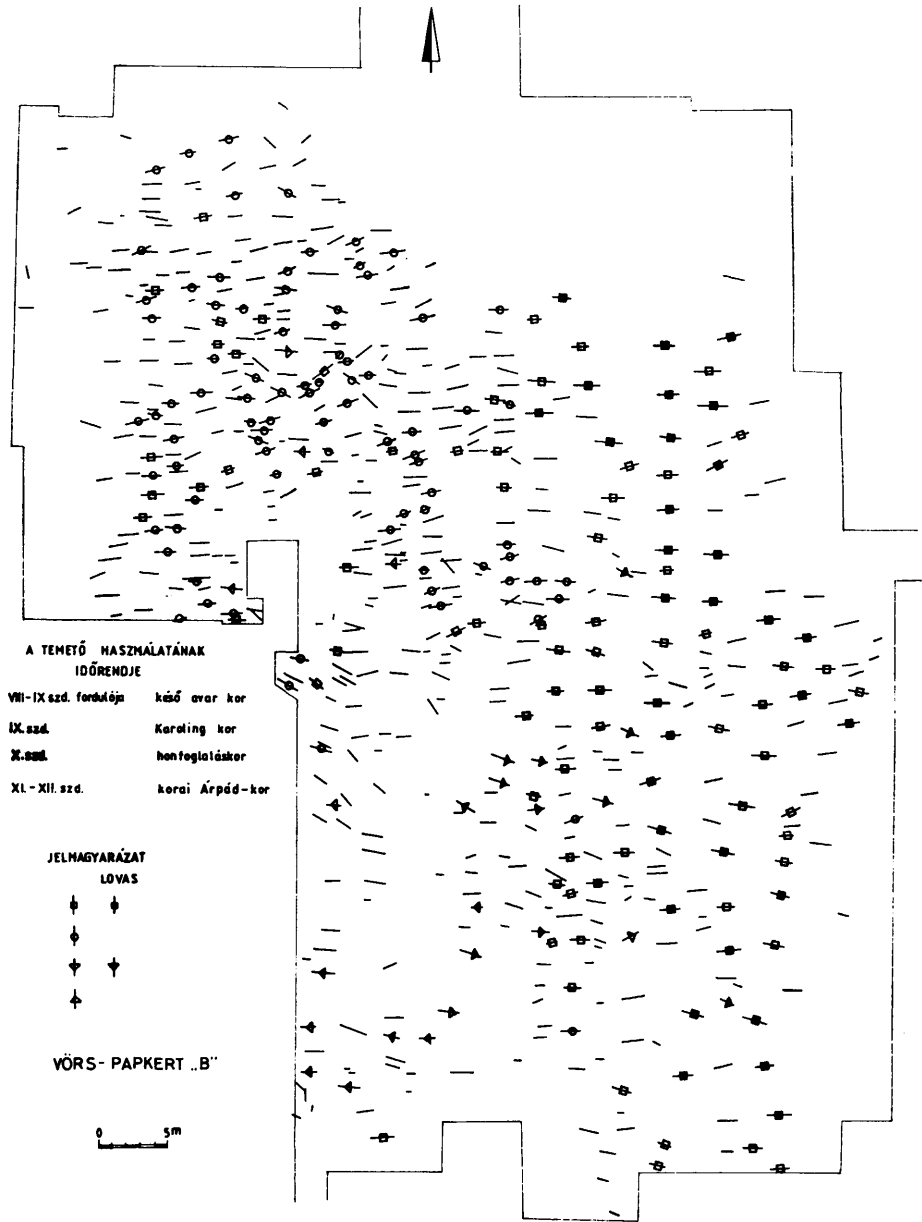 A TEMETŐ HASZMÁLATÁNAK
IDŐRENDJE
VIII-IX szd. fordulója késő avar kor
IX. szd. Karoling kor
X. szd. honfoglaláskor
XI.-XII. szd. korai Árpád-kor
JELMAGYARÁZAT
LOVAS
VÖRS- PAPKERT „B"
0 5m